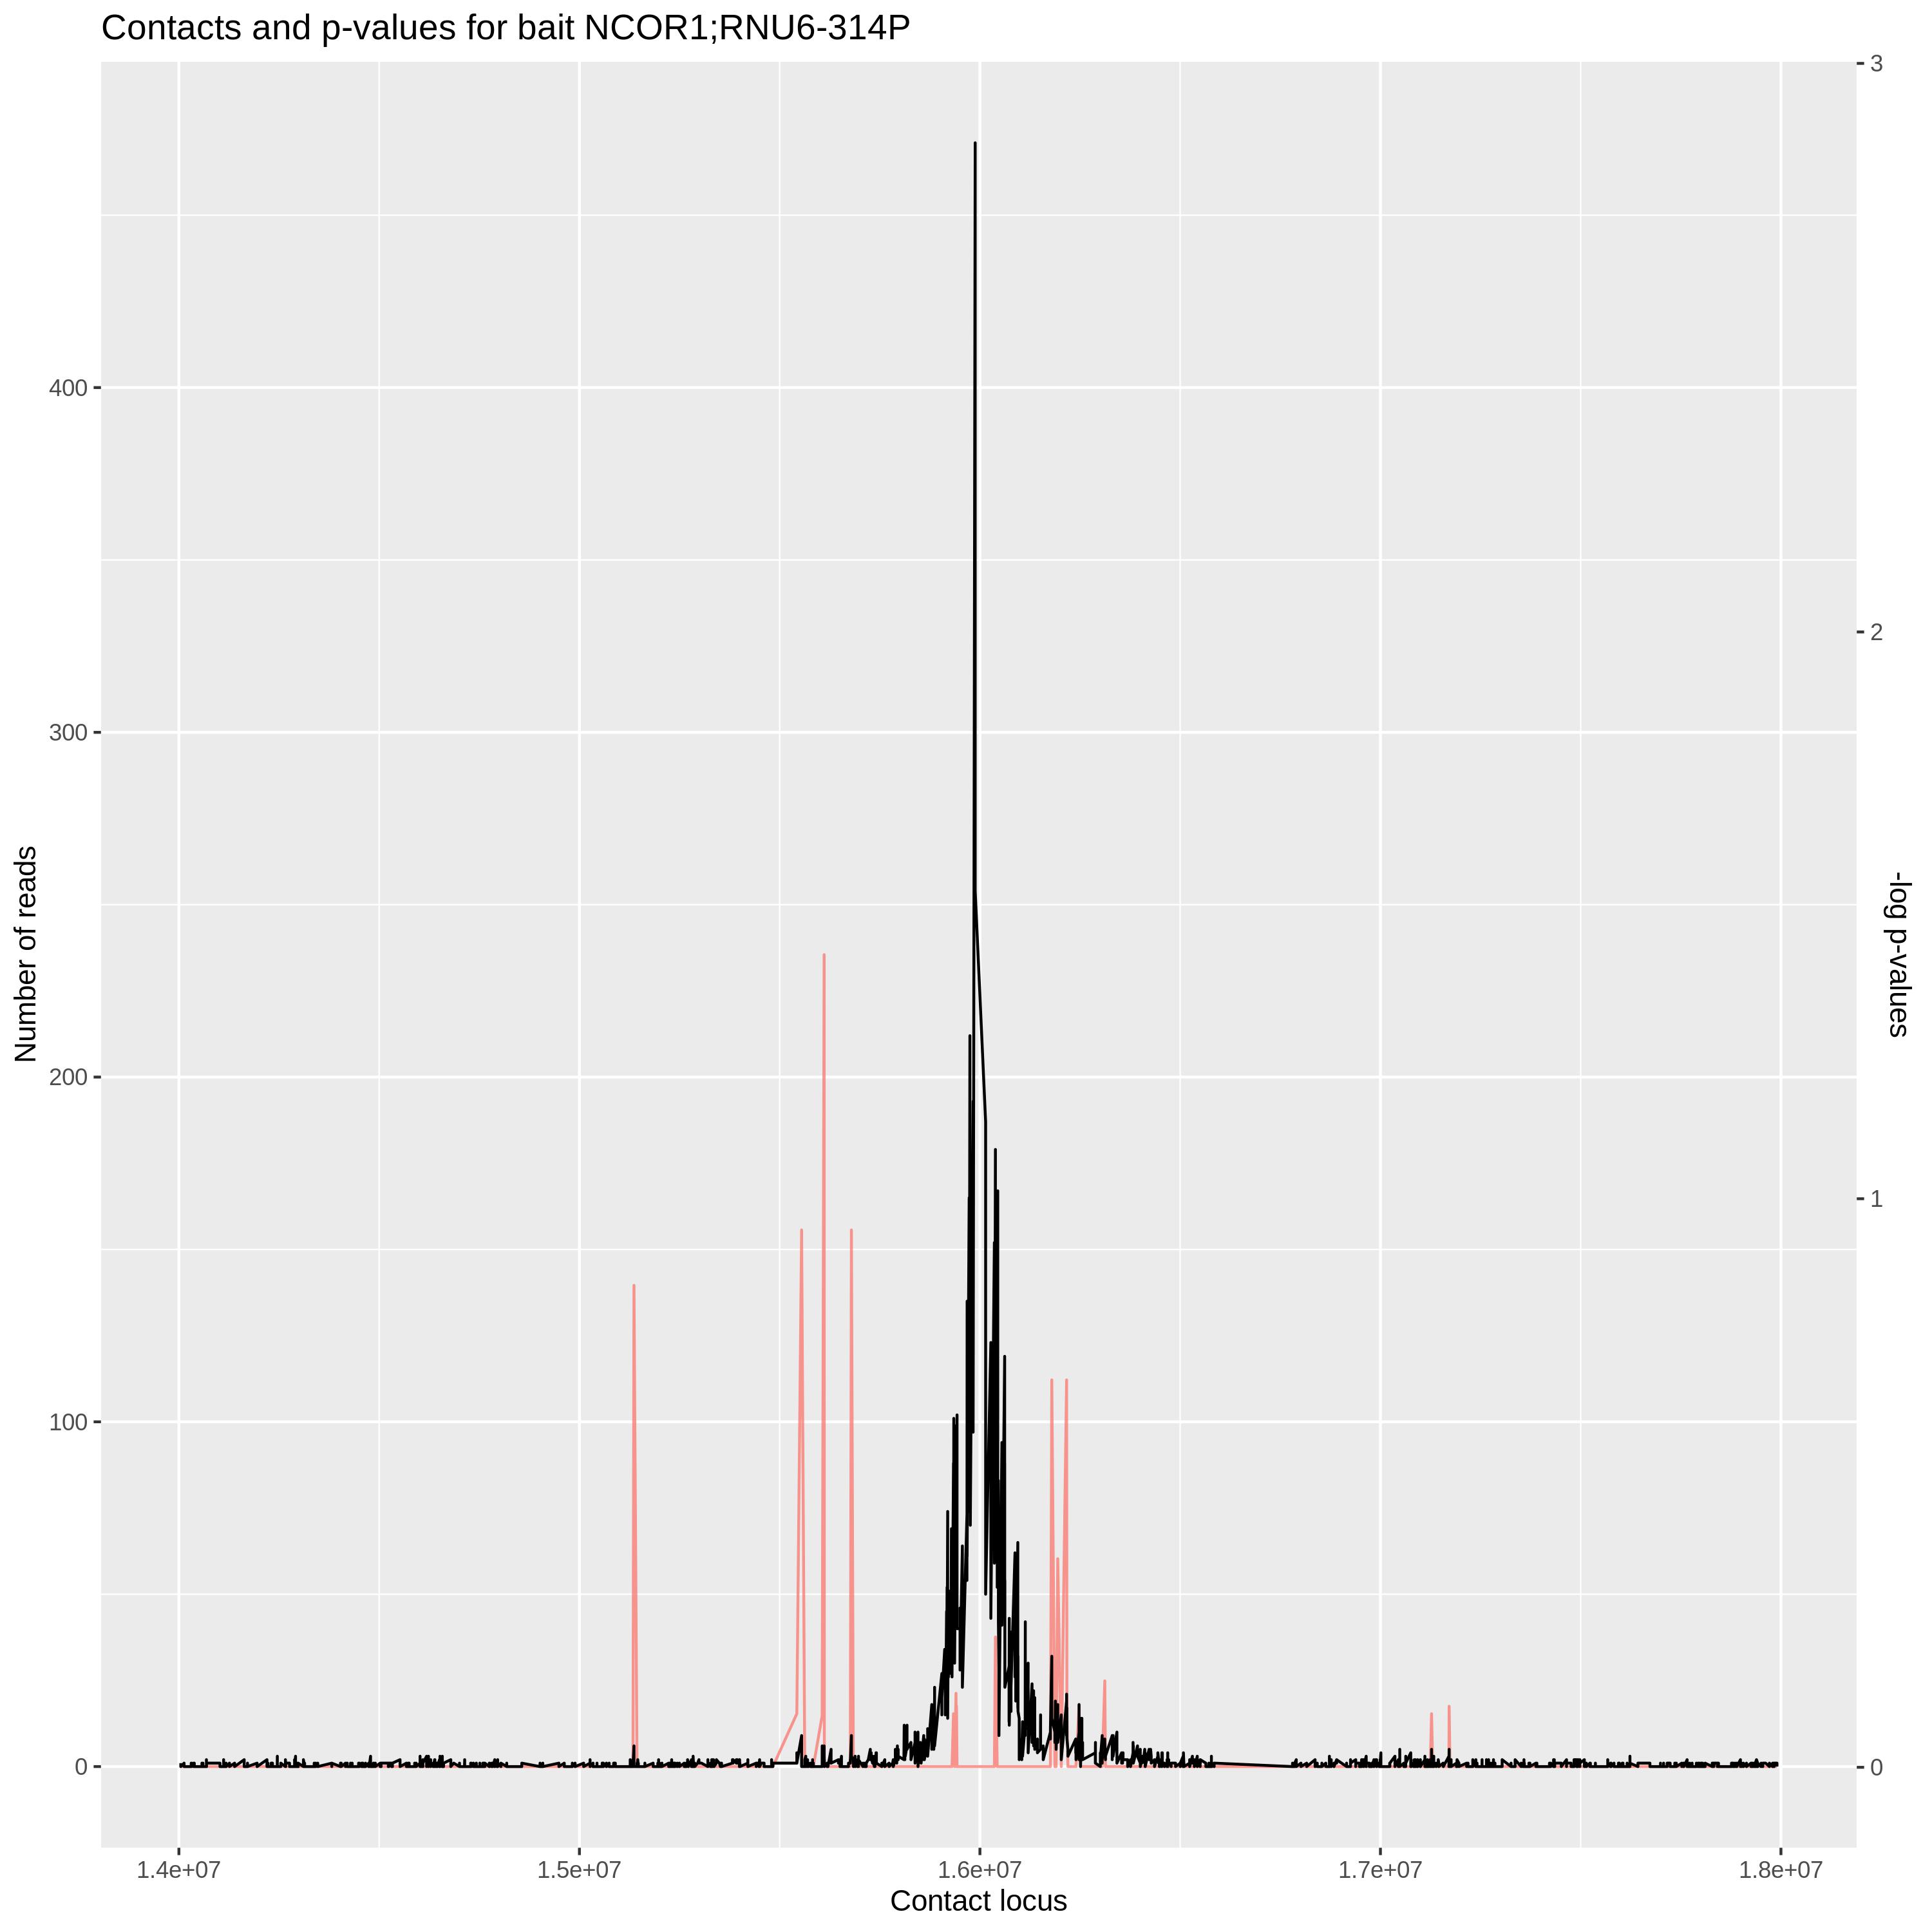 Contacts and p-values for bait NCOR1;RNU6-314P
Number of reads
400
300
200
100
0
3
2
1
0
-log p-values
1.4e+07
1.5e+07
1.6e+07
1.7e+07
1.8e+07
Contact locus